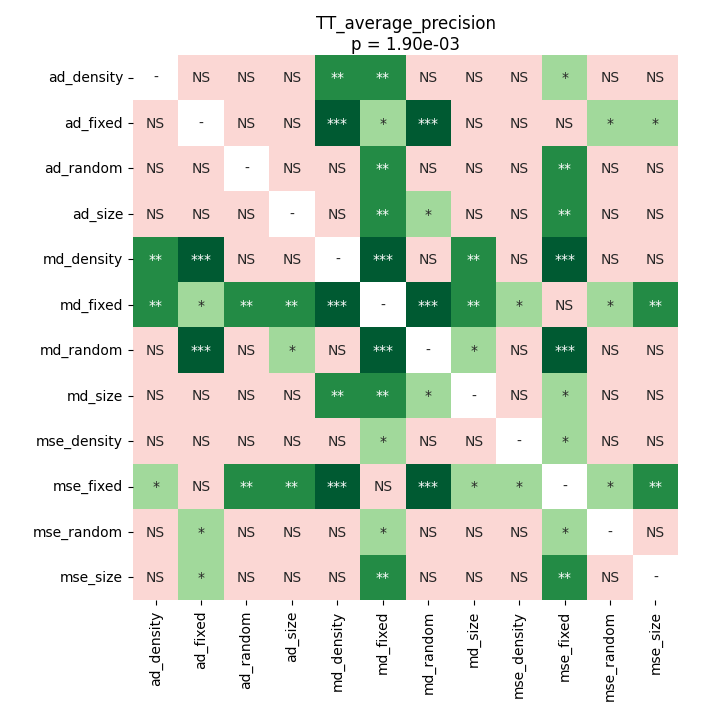 TT_average_precision
p = 1.90e-03
ad_density - NS NS NS ** ** NS NS NS * NS NS
ad_fixed NS - NS NS *** * *** NS NS NS * *
ad_random NS NS - NS NS ** NS NS NS ** NS NS
ad_size NS NS NS - NS ** * NS NS ** NS NS
md_density ** *** NS NS - *** NS ** NS *** NS NS
md_fixed ** * ** ** *** - *** ** * NS * **
md_random NS *** NS * NS *** - * NS *** NS NS
md_size NS NS NS NS ** ** * - NS * NS NS
mse_density NS NS NS NS NS * NS NS - * NS NS
mse_fixed * NS ** ** *** NS *** * * - * **
mse_random NS * NS NS NS * NS NS NS * - NS
mse_size NS * NS NS NS ** NS NS NS ** NS -
ad_density ad_fixed ad_random ad_size md_density md_fixed md_random md_size mse_density mse_fixed mse_random mse_size